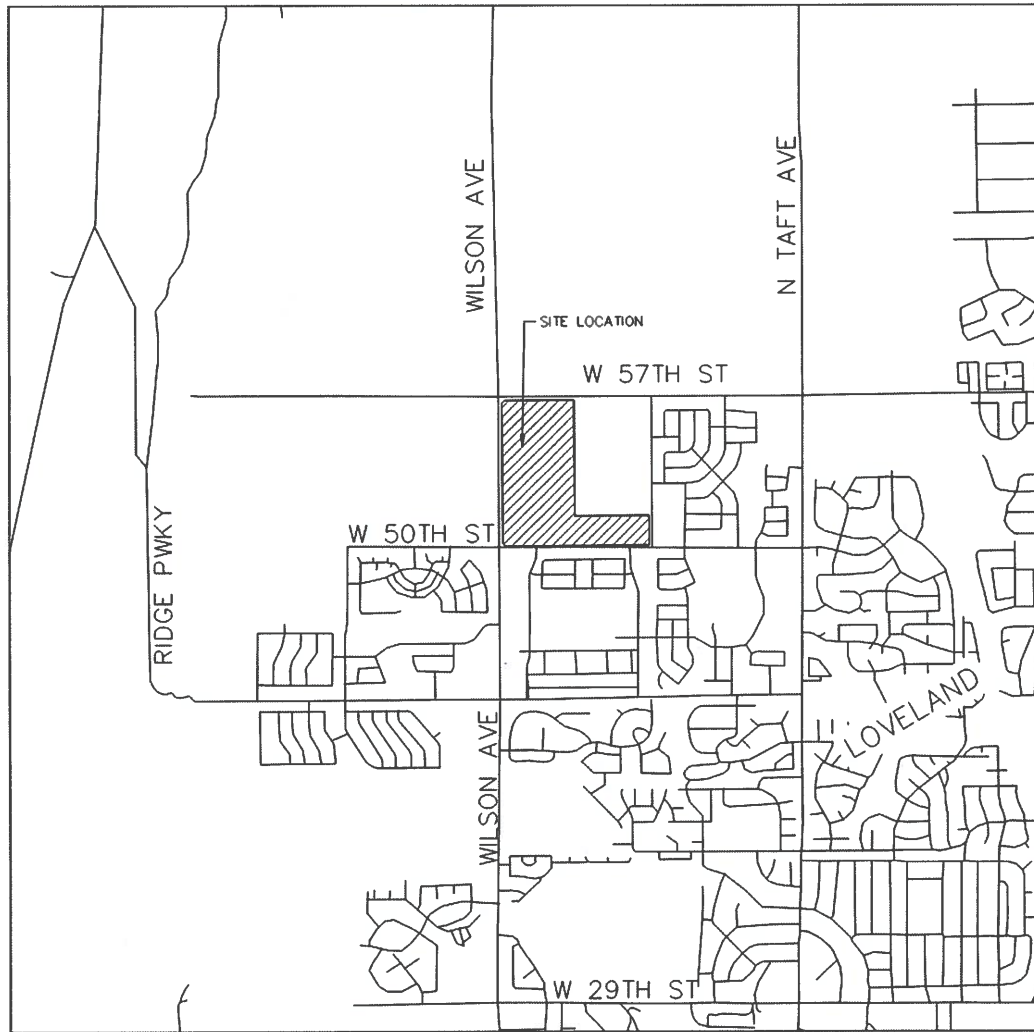 WILSON AVE
N TAFT AVE
SITE LOCATION
W 57TH ST
W 50TH ST
RIDGE PWKY
LOVELAND
WILSON AVE
W 29TH ST